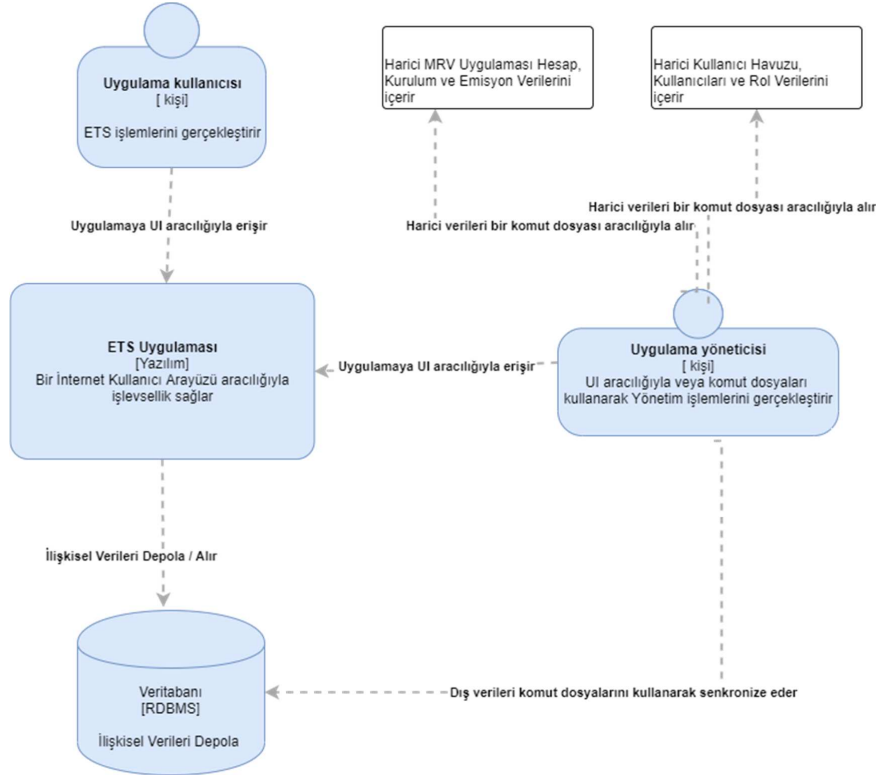 Uygulama kullanıcısı
[ kişi]
ETS işlemlerini gerçekleştirir
Harici MRV Uygulaması Hesap,
Kurulum ve Emisyon Verilerini
içerir
Harici Kullanıcı Havuzu,
Kullanıcıları ve Rol Verilerini
içerir
Uygulamaya UI aracılığıyla erişir
Harici verileri bir komut dosyası aracılığıyla alır
Harici verileri bir komut dosyası aracılığıyla alır
ETS Uygulaması
[Yazılım]
Bir İnternet Kullanıcı Arayüzü aracılığıyla
işlevsellik sağlar
Uygulamaya UI aracılığıyla erişir
Uygulama yöneticisi
[ kişi]
UI aracılığıyla veya komut dosyaları
kullanarak Yönetim işlemlerini gerçekleştirir
İlişkisel Verileri Depola / Alır
Veritabanı
[RDBMS]
İlişkisel Verileri Depola
Dış verileri komut dosyalarını kullanarak senkronize eder